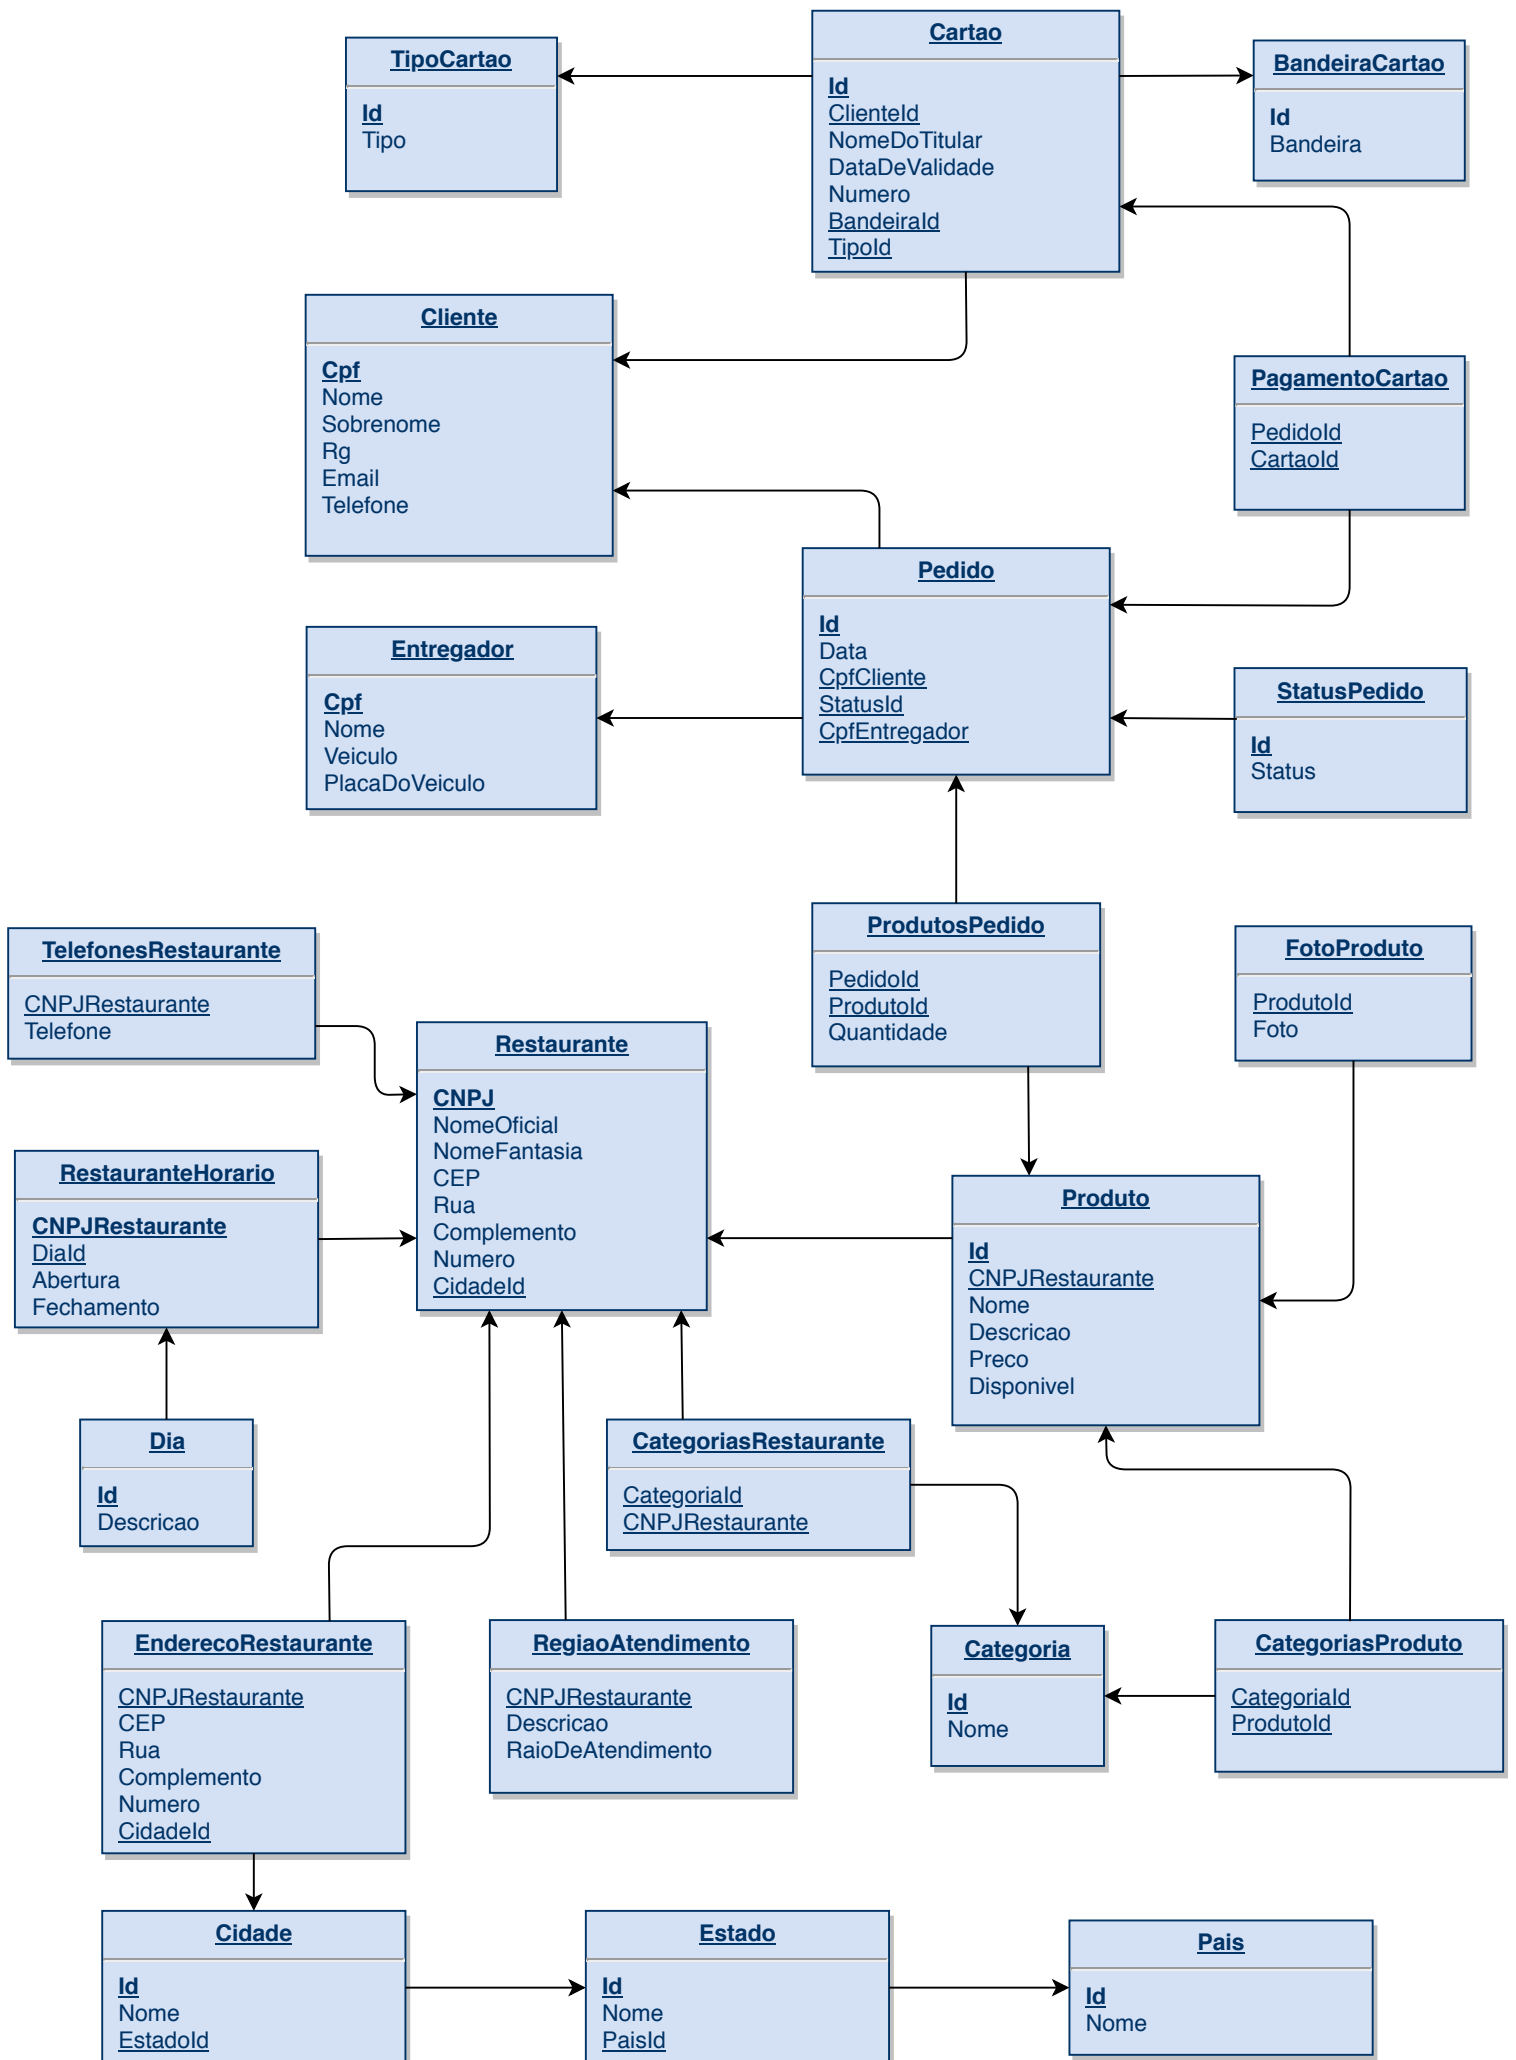 TipoCartao
Id
Tipo
Cartao
Id
ClienteId
NomeDoTitular
DataDeValidade
Numero
BandeiraId
TipoId
BandeiraCartao
Id
Bandeira
Cliente
Cpf
Nome
Sobrenome
Rg
Email
Telefone
PagamentoCartao
PedidoId
CartaoId
Pedido
Id
Data
CpfCliente
StatusId
CpfEntregador
Entregador
Cpf
Nome
Veiculo
PlacaDoVeiculo
StatusPedido
Id
Status
ProdutosPedido
PedidoId
ProdutoId
Quantidade
FotoProduto
ProdutoId
Foto
TelefonesRestaurante
CNPJRestaurante
Telefone
Restaurante
CNPJ
NomeOficial
NomeFantasia
CEP
Rua
Complemento
Numero
CidadeId
RestauranteHorario
CNPJRestaurante
DiaId
Abertura
Fechamento
Produto
Id
CNPJRestaurante
Nome
Descricao
Preco
Disponivel
Dia
Id
Descricao
CategoriasRestaurante
CategoriaId
CNPJRestaurante
EnderecoRestaurante
CNPJRestaurante
CEP
Rua
Complemento
Numero
CidadeId
RegiaoAtendimento
CNPJRestaurante
Descricao
RaioDeAtendimento
Categoria
Id
Nome
CategoriasProduto
CategoriaId
ProdutoId
Cidade
Id
Nome
EstadoId
Estado
Id
Nome
PaisId
Pais
Id
Nome